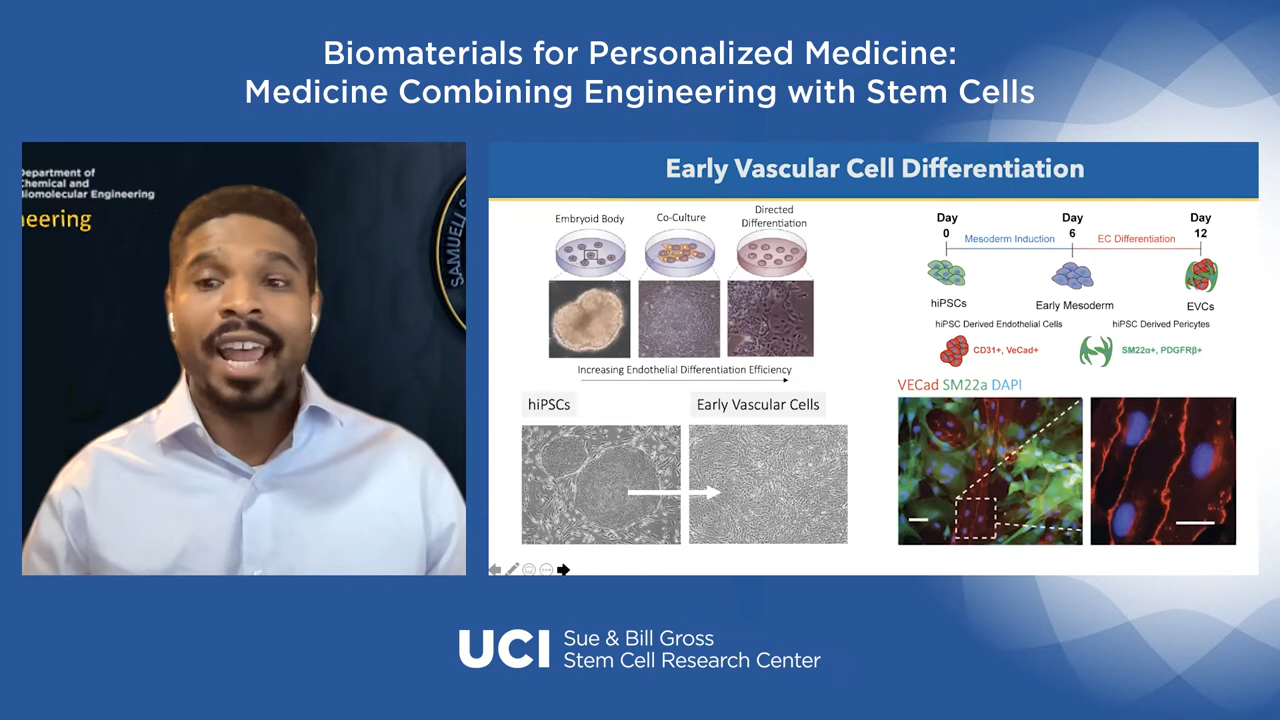 Biomaterials for Personalized Medicine:
Medicine Combining Engineering with Stem Cells
Department of
Chemical and
Biomolecular Engineering
neering
SAMUELI S
Early Vascular Cell Differentiation
Embryoid Body
Co-Culture
Directed
Differentiation
Increasing Endothelial Differentiation Efficiency
hiPSCs
Early Vascular Cells
Day
0
Day
6
Day
12
Mesoderm Induction
EC Differentiation
hiPSCs
Early Mesoderm
EVCs
hiPSC Derived Endothelial Cells
hiPSC Derived Pericytes
CD31+, VeCad+
SM22α+, PDGFRβ+
VECad SM22a DAPI
UCI
Sue & Bill Gross
Stem Cell Research Center